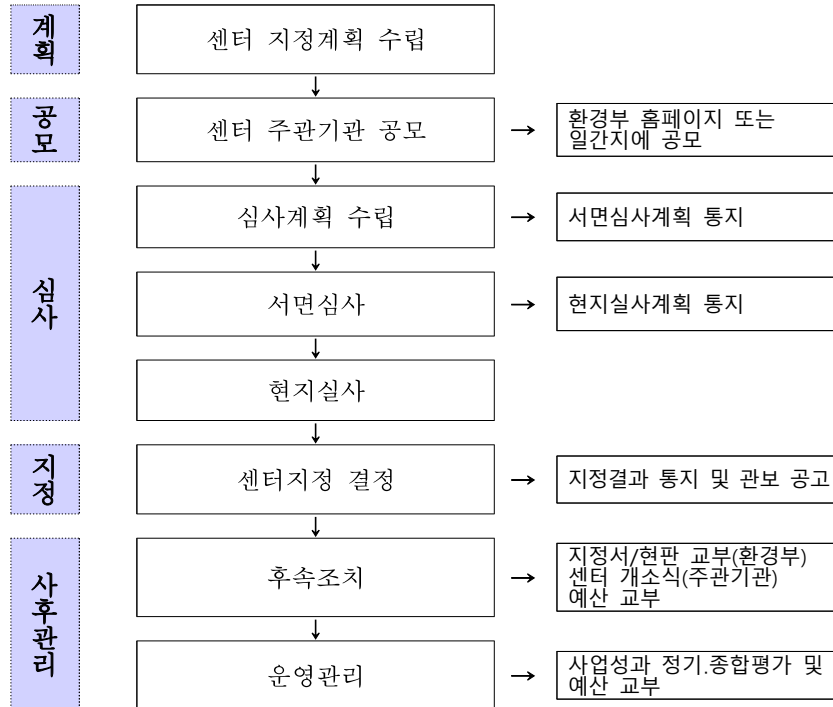 계획
센터 지정계획 수립
공모
센터 주관기관 공모
환경부 홈페이지 또는
일간지에 공모
심사
심사계획 수립
서면심사계획 통지
서면심사
현지실사계획 통지
현지실사
지정
센터지정 결정
지정결과 통지 및 관보 공고
사후관리
후속조치
지정서/현판 교부(환경부)
센터 개소식(주관기관)
예산 교부
운영관리
사업성과 정기.종합평가 및
예산 교부